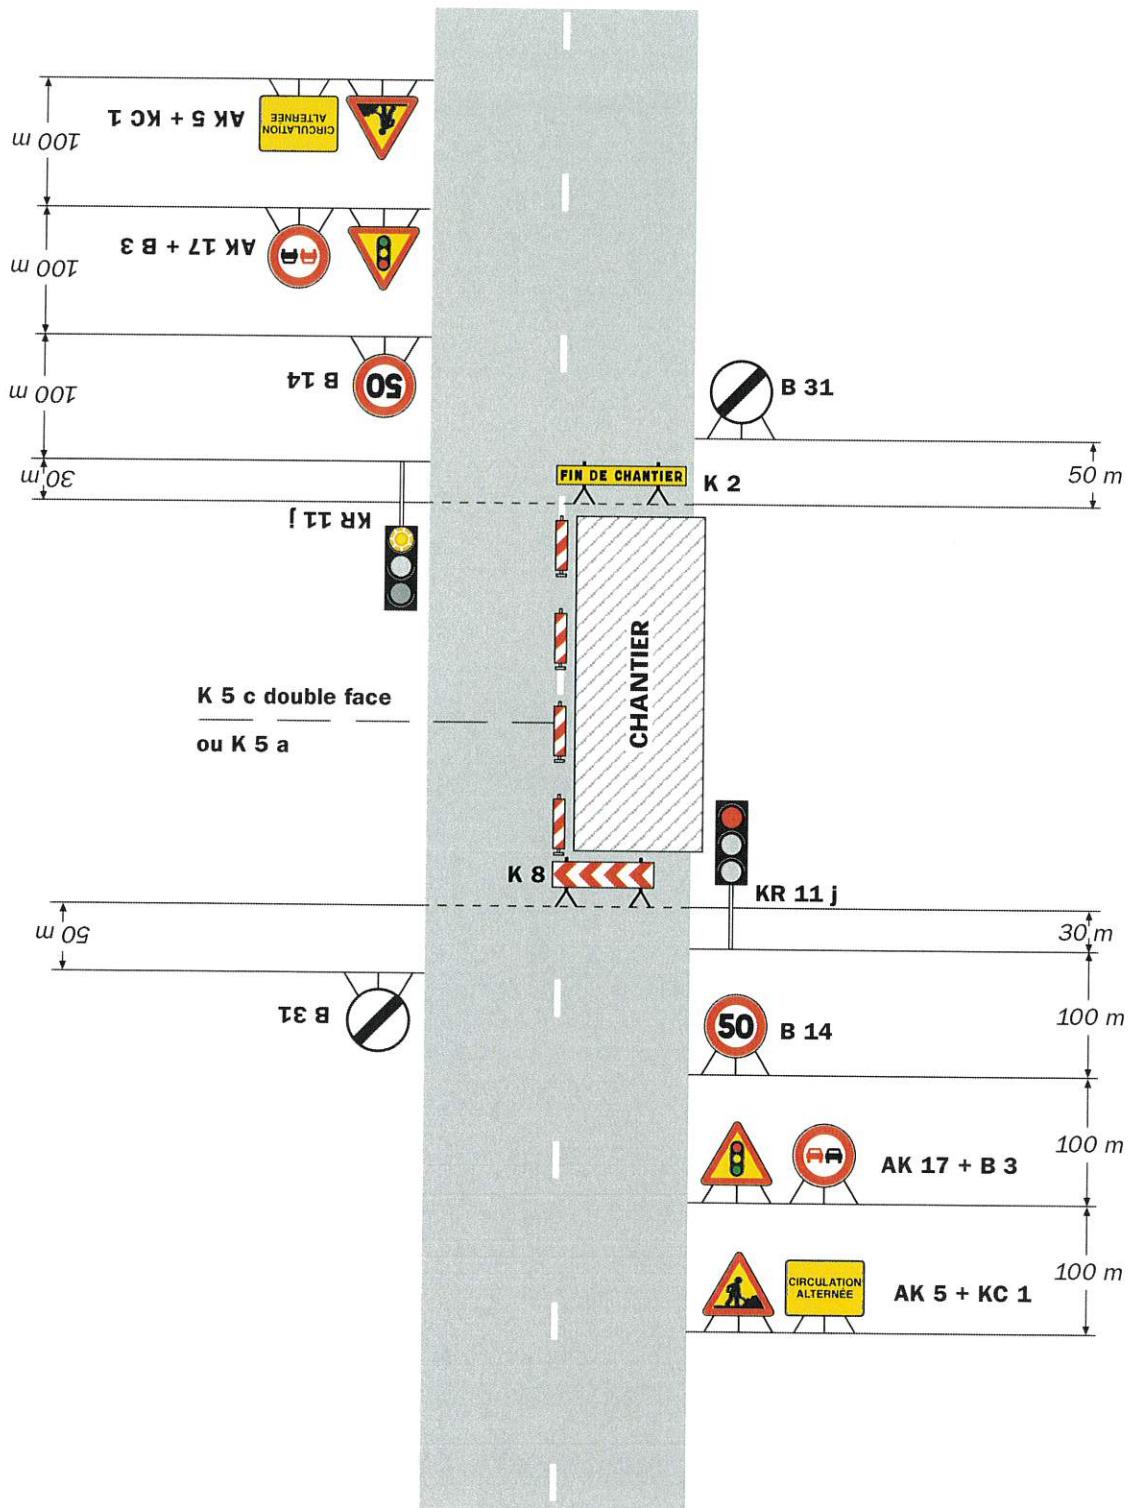 AK 5 + KC 1
CIRCULATION
ALTERNÉE
100 m
AK 17 + B 3
100 m
B 14
50
100 m
B 31
30 m
KR 11 j
FIN DE CHANTIER
K 2
50 m
K 5 c double face
ou K 5 a
CHANTIER
K 8
KR 11 j
50 m
30 m
B 31
50
B 14
100 m
AK 17 + B 3
100 m
CIRCULATION
ALTERNÉE
AK 5 + KC 1
100 m